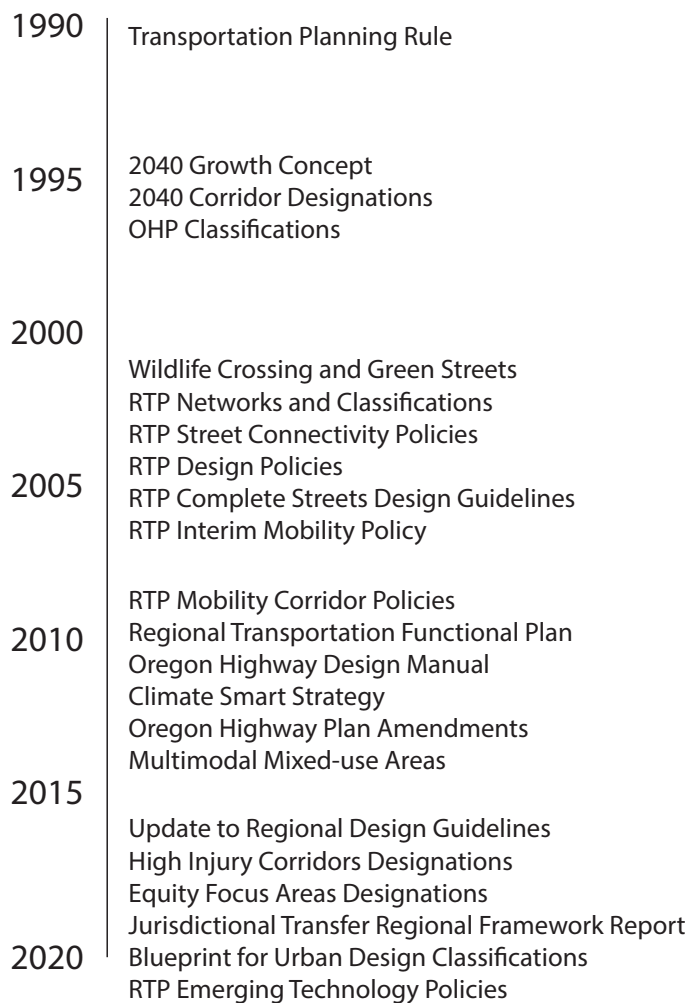 1990
Transportation Planning Rule
1995
2040 Growth Concept
2040 Corridor Designations
OHP Classifications
2000
Wildlife Crossing and Green Streets
RTP Networks and Classifications
RTP Street Connectivity Policies
RTP Design Policies
2005
RTP Complete Streets Design Guidelines
RTP Interim Mobility Policy
RTP Mobility Corridor Policies
2010
Regional Transportation Functional Plan
Oregon Highway Design Manual
Climate Smart Strategy
Oregon Highway Plan Amendments
Multimodal Mixed-use Areas
2015
Update to Regional Design Guidelines
High Injury Corridors Designations
Equity Focus Areas Designations
Jurisdictional Transfer Regional Framework Report
2020
Blueprint for Urban Design Classifications
RTP Emerging Technology Policies